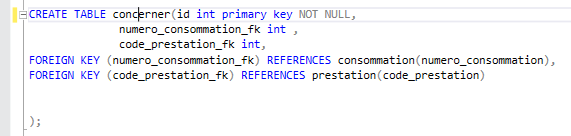 CREATE TABLE concerner(id int primary key NOT NULL,
numero_consommation_fk int ,
code_prestation_fk int,
FOREIGN KEY (numero_consommation_fk) REFERENCES consommation(numero_consommation),
FOREIGN KEY (code_prestation_fk) REFERENCES prestation(code_prestation)
);